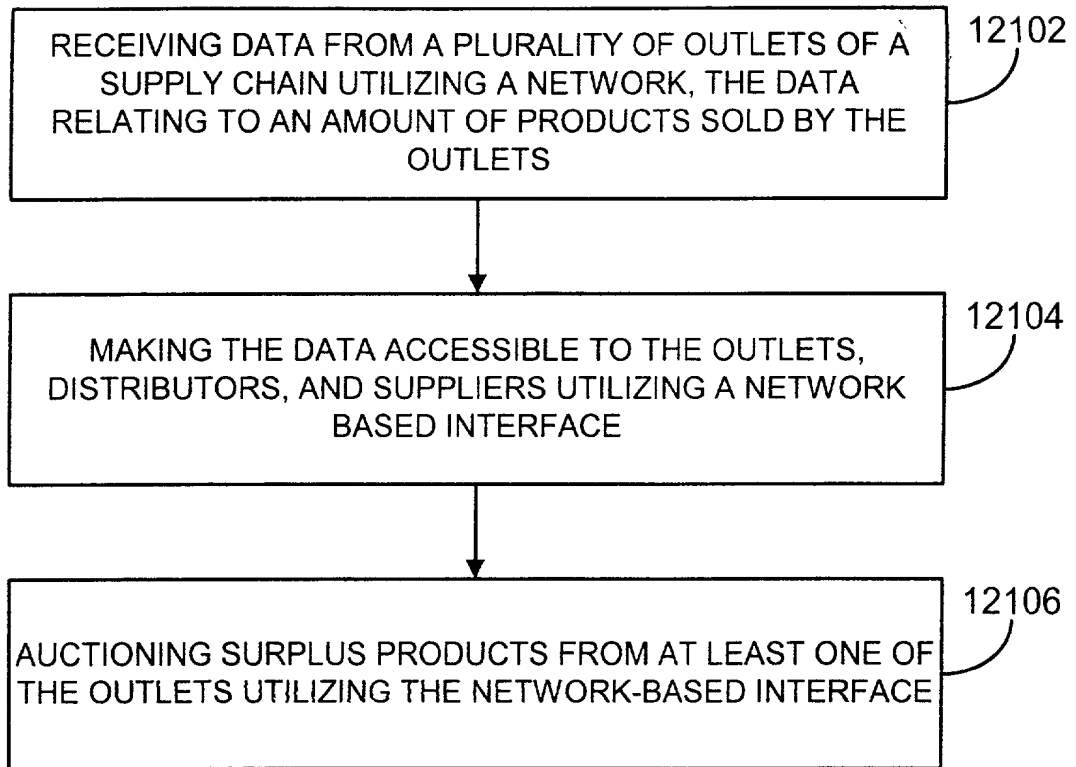 RECEIVING DATA FROM A PLURALITY OF OUTLETS OF A
SUPPLY CHAIN UTILIZING A NETWORK, THE DATA
RELATING TO AN AMOUNT OF PRODUCTS SOLD BY THE
OUTLETS
12102
MAKING THE DATA ACCESSIBLE TO THE OUTLETS,
DISTRIBUTORS, AND SUPPLIERS UTILIZING A NETWORK
BASED INTERFACE
12104
AUCTIONING SURPLUS PRODUCTS FROM AT LEAST ONE OF
THE OUTLETS UTILIZING THE NETWORK-BASED INTERFACE
12106